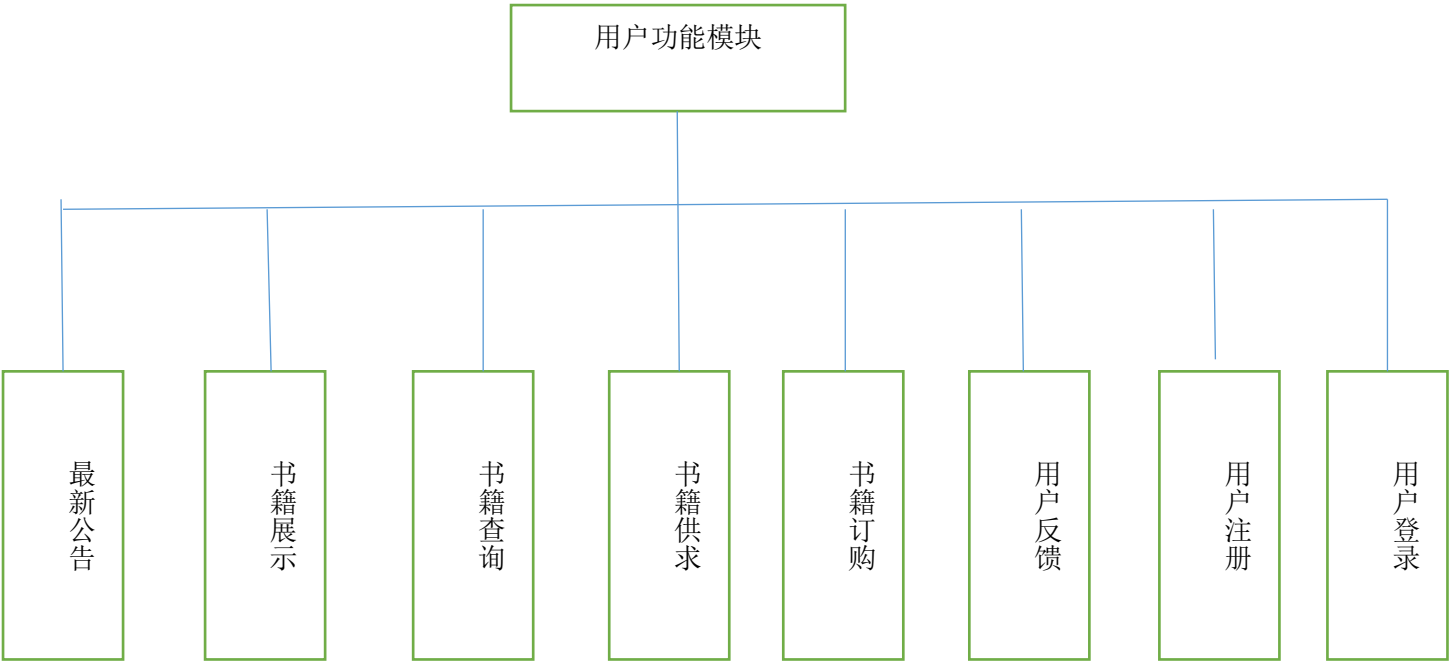 用户功能模块
最新公告
书籍展示
书籍查询
书籍供求
书籍订购
用户反馈
用户注册
用户登录